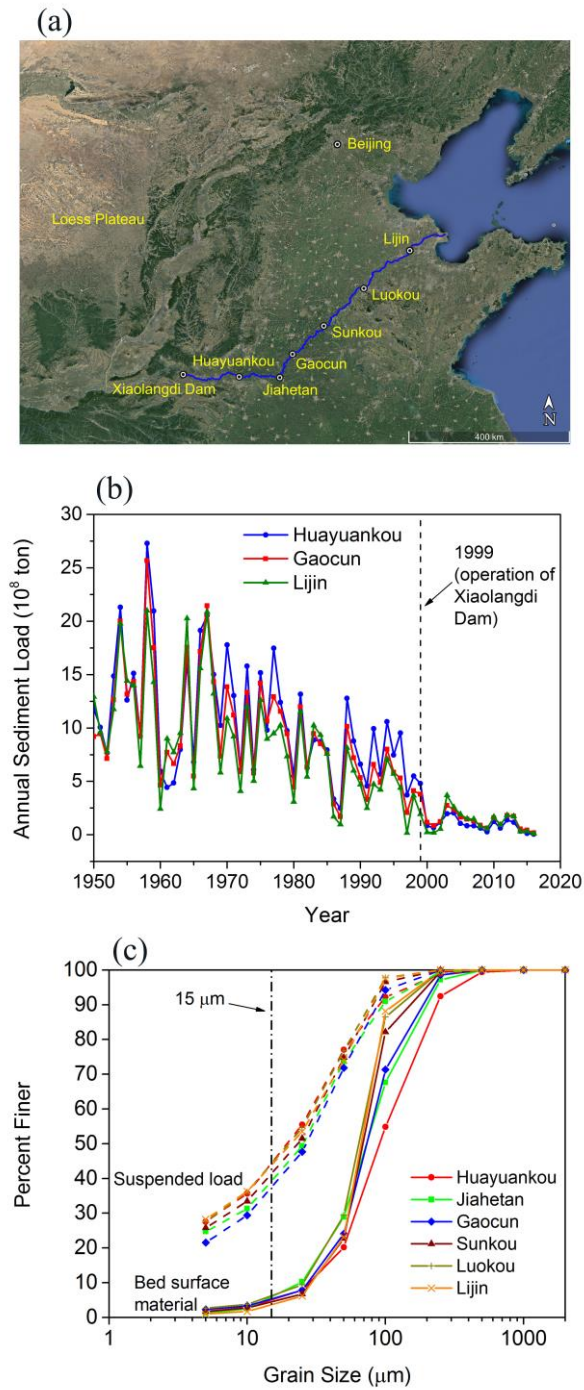 (a)
Beijing
Loess Plateau
Lijin
Luokou
Sunkou
Huayuankou
Gaocun
Xiaolangdi Dam
Jiahetan
N
400 km
(b)
30
25
20
15
10
5
0
Annual Sediment Load (10⁸ ton)
Huayuankou
Gaocun
Lijin
1999
(operation of
Xiaolangdi
Dam)
1950 1960 1970 1980 1990 2000 2010 2020
Year
(c)
100
90
80
70
60
50
40
30
20
10
0
Percent Finer
15 μm
Suspended load
Bed surface
material
Huayuankou
Jiahetan
Gaocun
Sunkou
Luokou
Lijin
1 10 100 1000
Grain Size (μm)